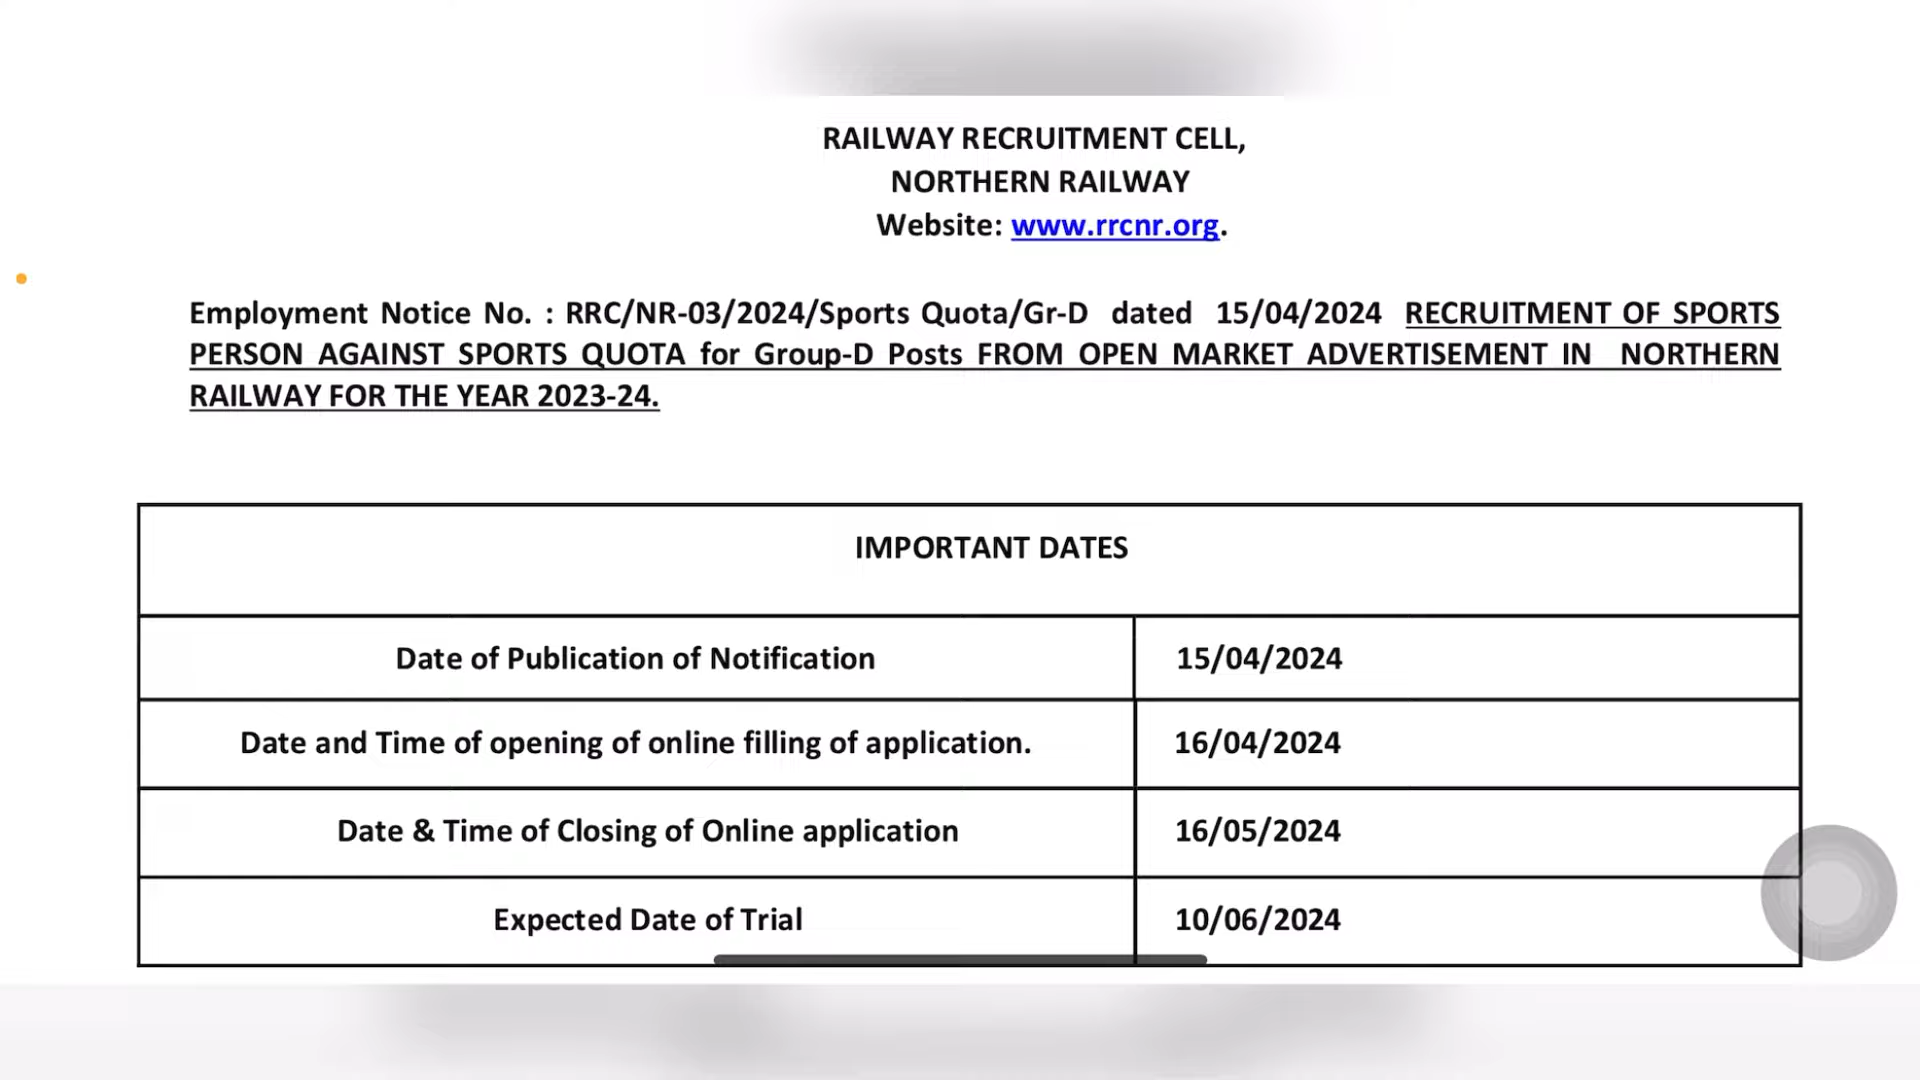 RAILWAY RECRUITMENT CELL,
NORTHERN RAILWAY
Website: www.rrcnr.org.
Employment Notice No. : RRC/NR-03/2024/Sports Quota/Gr-D dated 15/04/2024 RECRUITMENT OF SPORTS
PERSON AGAINST SPORTS QUOTA for Group-D Posts FROM OPEN MARKET ADVERTISEMENT IN NORTHERN
RAILWAY FOR THE YEAR 2023-24.
IMPORTANT DATES
Date of Publication of Notification 15/04/2024
Date and Time of opening of online filling of application. 16/04/2024
Date & Time of Closing of Online application 16/05/2024
Expected Date of Trial 10/06/2024